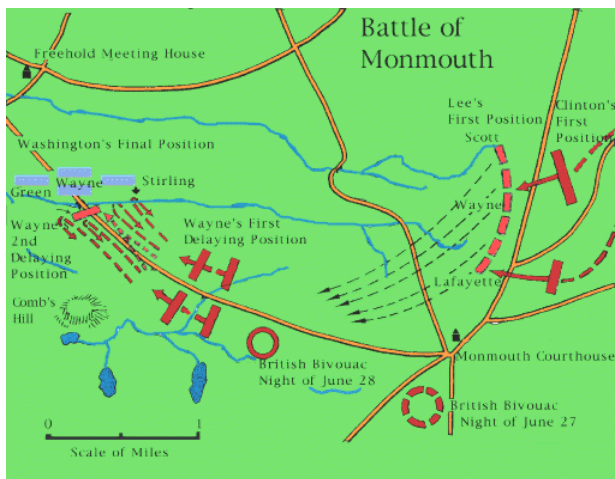 Battle of
Monmouth
Freehold Meeting House
Lee's
First Position
Scott
Clinton's
First
Position
Washington's Final Position
Wayne
Stirling
Green
Wayne's
2nd
Delaying
Position
Wayne's First
Delaying Position
Wayne
Lafayette
Comb's
Hill
British Bivouac
Night of June 28
Monmouth Courthouse
British Bivouac
Night of June 27
0 1
Scale of Miles